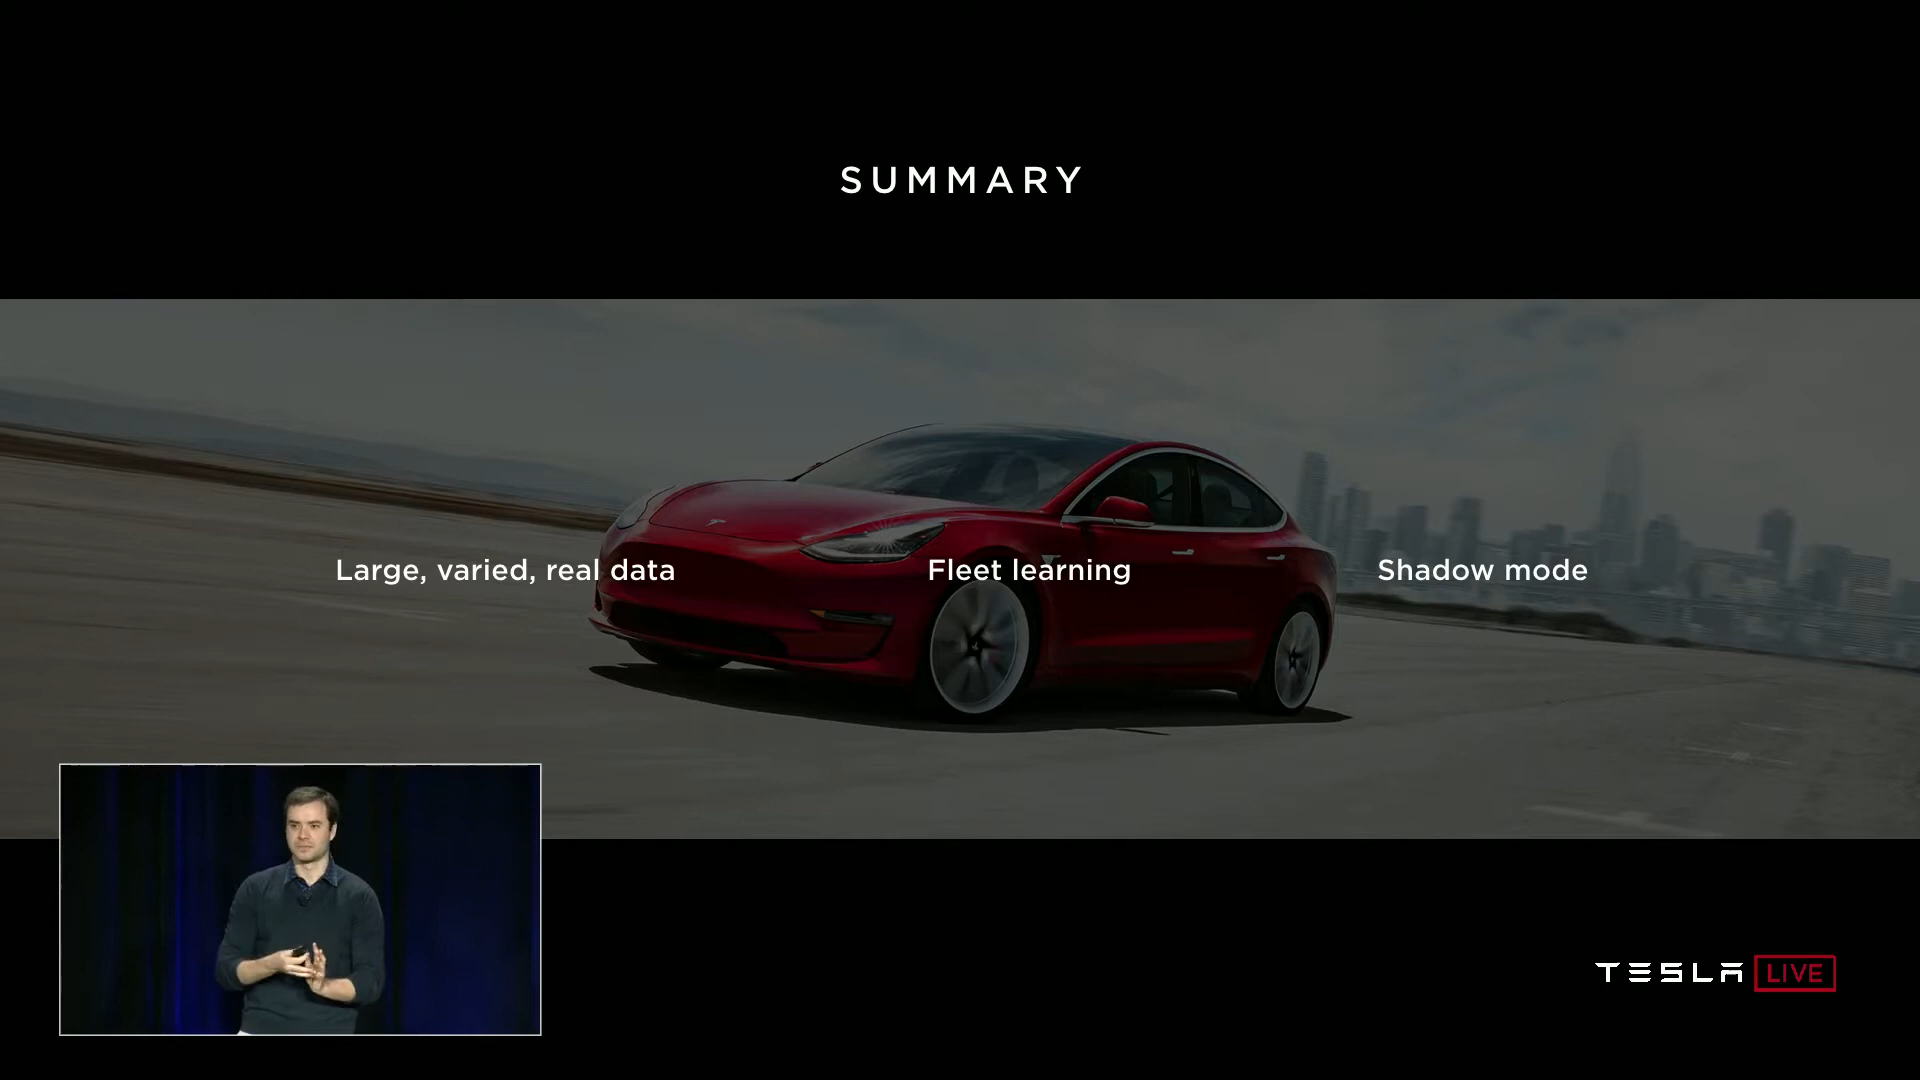 SUMMARY
Large, varied, real data
Fleet learning
Shadow mode
TESLA LIVE